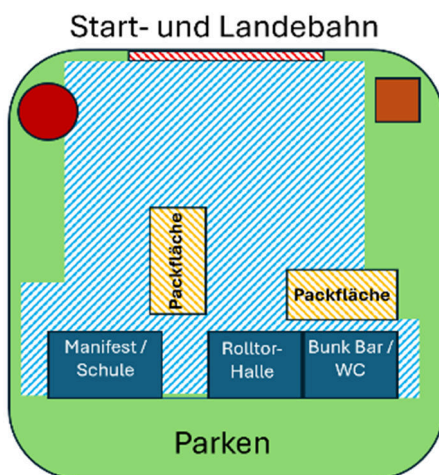 Start- und Landebahn
Packfläche
Packfläche
Manifest /
Schule
Rolltor-
Halle
Bunk Bar /
WC
Parken